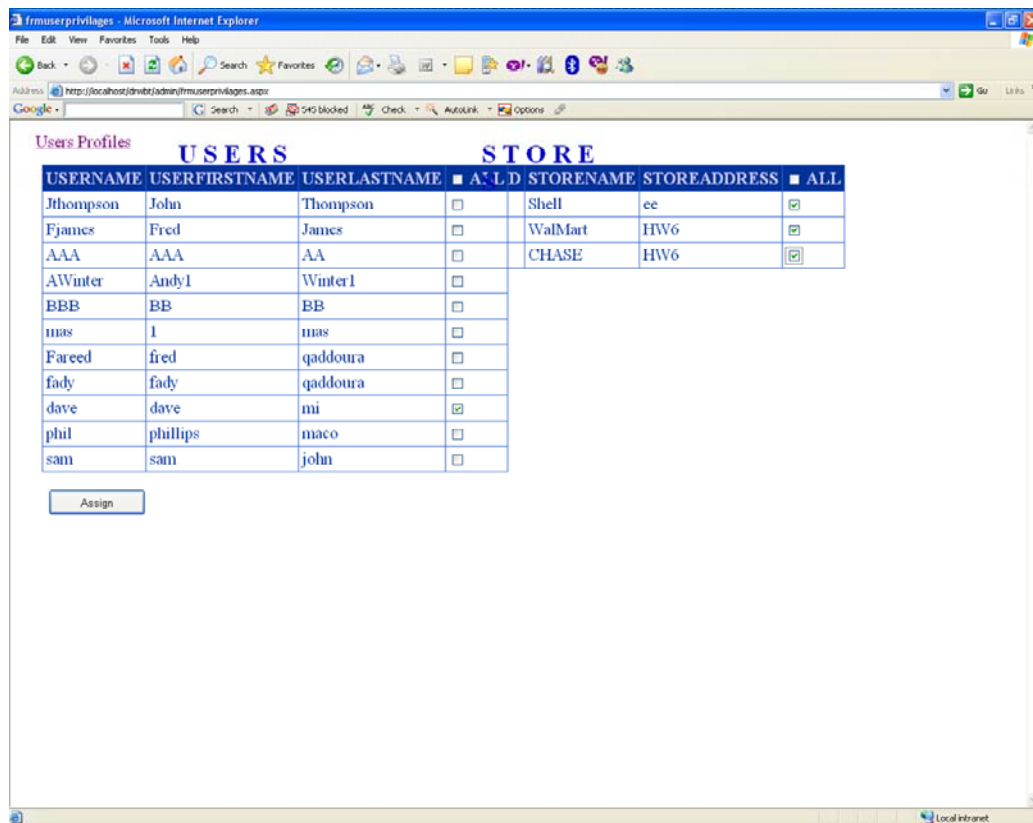 frmuserprivilages - Microsoft Internet Explorer
File Edit View Favorites Tools Help
Back Search Favorites
Address http://localhost/drwbt/admin/frmuserprivilages.aspx Go Links
Google Search 545 blocked Check AutoLink Options
Users Profiles
USERS STORE
USERNAME USERFIRSTNAME USERLASTNAME ALL D STORENAME STOREADDRESS ALL
Jthompson John Thompson Shell ee
Fjames Fred James WalMart HW6
AAA AAA AA CHASE HW6
AWinter Andy1 Winter1
BBB BB BB
mas 1 mas
Fareed fred qaddoura
fady fady qaddoura
dave dave mi
phil phillips maco
sam sam john
Assign
Local intranet